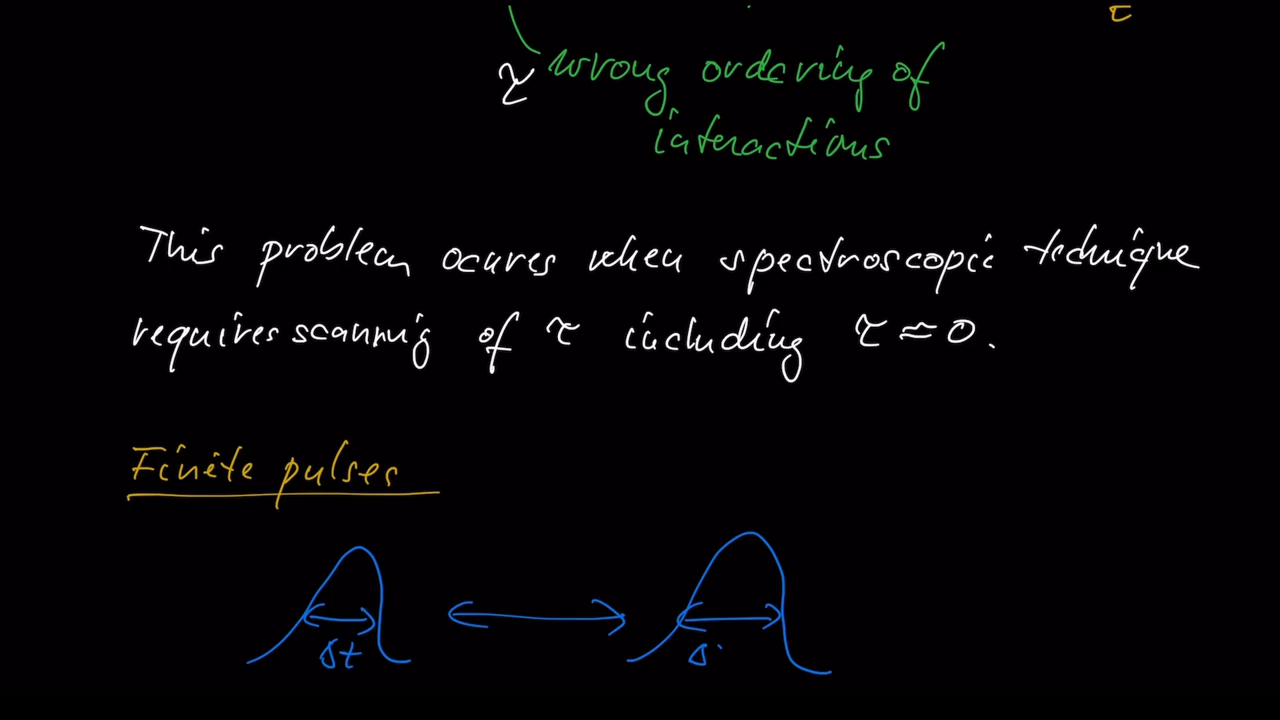 τ
τ wrong ordering of
interactions
This problem ocures when spectroscopic technique
requires scanning of τ including τ ≈ 0.
Finite pulses
δt δ